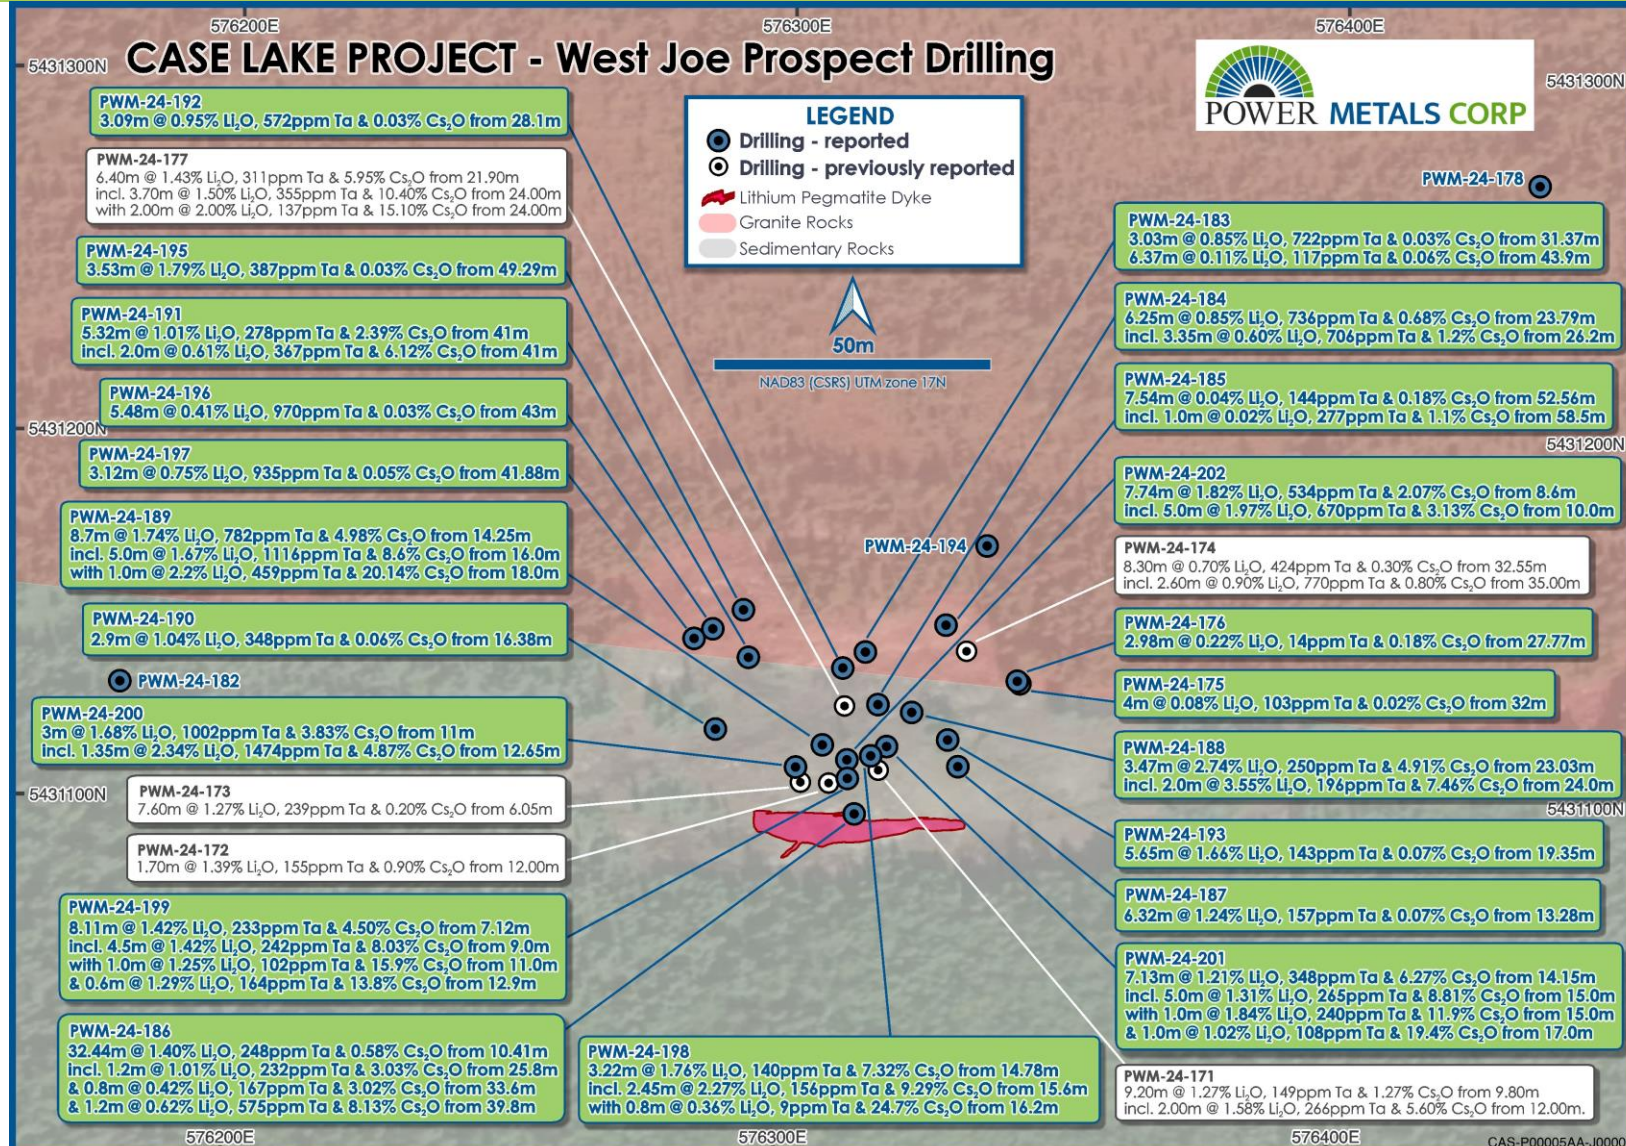 576200E
576300E
576400E
CASE LAKE PROJECT - West Joe Prospect Drilling
5431300N
5431300N
POWER METALS CORP
LEGEND
Drilling - reported
Drilling - previously reported
Lithium Pegmatite Dyke
Granite Rocks
Sedimentary Rocks
50m
NAD83 (CSRS) UTM zone 17N
PWM-24-192
3.09m @ 0.95% Li₂O, 572ppm Ta & 0.03% Cs₂O from 28.1m
PWM-24-177
6.40m @ 1.43% Li₂O, 311ppm Ta & 5.95% Cs₂O from 21.90m
incl. 3.70m @ 1.50% Li₂O, 355ppm Ta & 10.40% Cs₂O from 24.00m
with 2.00m @ 2.00% Li₂O, 137ppm Ta & 15.10% Cs₂O from 24.00m
PWM-24-195
3.53m @ 1.79% Li₂O, 387ppm Ta & 0.03% Cs₂O from 49.29m
PWM-24-191
5.32m @ 1.01% Li₂O, 278ppm Ta & 2.39% Cs₂O from 41m
incl. 2.0m @ 0.61% Li₂O, 367ppm Ta & 6.12% Cs₂O from 41m
PWM-24-196
5.48m @ 0.41% Li₂O, 970ppm Ta & 0.03% Cs₂O from 43m
5431200N
PWM-24-197
3.12m @ 0.75% Li₂O, 935ppm Ta & 0.05% Cs₂O from 41.88m
PWM-24-189
8.7m @ 1.74% Li₂O, 782ppm Ta & 4.98% Cs₂O from 14.25m
incl. 5.0m @ 1.67% Li₂O, 1116ppm Ta & 8.6% Cs₂O from 16.0m
with 1.0m @ 2.2% Li₂O, 459ppm Ta & 20.14% Cs₂O from 18.0m
PWM-24-190
2.9m @ 1.04% Li₂O, 348ppm Ta & 0.06% Cs₂O from 16.38m
PWM-24-182
PWM-24-200
3m @ 1.68% Li₂O, 1002ppm Ta & 3.83% Cs₂O from 11m
incl. 1.35m @ 2.34% Li₂O, 1474ppm Ta & 4.87% Cs₂O from 12.65m
5431100N
PWM-24-173
7.60m @ 1.27% Li₂O, 239ppm Ta & 0.20% Cs₂O from 6.05m
PWM-24-172
1.70m @ 1.39% Li₂O, 155ppm Ta & 0.90% Cs₂O from 12.00m
PWM-24-199
8.11m @ 1.42% Li₂O, 233ppm Ta & 4.50% Cs₂O from 7.12m
incl. 4.5m @ 1.42% Li₂O, 242ppm Ta & 8.03% Cs₂O from 9.0m
with 1.0m @ 1.25% Li₂O, 102ppm Ta & 15.9% Cs₂O from 11.0m
& 0.6m @ 1.29% Li₂O, 164ppm Ta & 13.8% Cs₂O from 12.9m
PWM-24-186
32.44m @ 1.40% Li₂O, 248ppm Ta & 0.58% Cs₂O from 10.41m
incl. 1.2m @ 1.01% Li₂O, 232ppm Ta & 3.03% Cs₂O from 25.8m
& 0.8m @ 0.42% Li₂O, 167ppm Ta & 3.02% Cs₂O from 33.6m
& 1.2m @ 0.62% Li₂O, 575ppm Ta & 8.13% Cs₂O from 39.8m
PWM-24-198
3.22m @ 1.76% Li₂O, 140ppm Ta & 7.32% Cs₂O from 14.78m
incl. 2.45m @ 2.27% Li₂O, 156ppm Ta & 9.29% Cs₂O from 15.6m
with 0.8m @ 0.36% Li₂O, 9ppm Ta & 24.7% Cs₂O from 16.2m
PWM-24-194
PWM-24-178
PWM-24-183
3.03m @ 0.85% Li₂O, 722ppm Ta & 0.03% Cs₂O from 31.37m
6.37m @ 0.11% Li₂O, 117ppm Ta & 0.06% Cs₂O from 43.9m
PWM-24-184
6.25m @ 0.85% Li₂O, 736ppm Ta & 0.68% Cs₂O from 23.79m
incl. 3.35m @ 0.60% Li₂O, 706ppm Ta & 1.2% Cs₂O from 26.2m
PWM-24-185
7.54m @ 0.04% Li₂O, 144ppm Ta & 0.18% Cs₂O from 52.56m
incl. 1.0m @ 0.02% Li₂O, 277ppm Ta & 1.1% Cs₂O from 58.5m
5431200N
PWM-24-202
7.74m @ 1.82% Li₂O, 534ppm Ta & 2.07% Cs₂O from 8.6m
incl. 5.0m @ 1.97% Li₂O, 670ppm Ta & 3.13% Cs₂O from 10.0m
PWM-24-174
8.30m @ 0.70% Li₂O, 424ppm Ta & 0.30% Cs₂O from 32.55m
incl. 2.60m @ 0.90% Li₂O, 770ppm Ta & 0.80% Cs₂O from 35.00m
PWM-24-176
2.98m @ 0.22% Li₂O, 14ppm Ta & 0.18% Cs₂O from 27.77m
PWM-24-175
4m @ 0.08% Li₂O, 103ppm Ta & 0.02% Cs₂O from 32m
PWM-24-188
3.47m @ 2.74% Li₂O, 250ppm Ta & 4.91% Cs₂O from 23.03m
incl. 2.0m @ 3.55% Li₂O, 196ppm Ta & 7.46% Cs₂O from 24.0m
5431100N
PWM-24-193
5.65m @ 1.66% Li₂O, 143ppm Ta & 0.07% Cs₂O from 19.35m
PWM-24-187
6.32m @ 1.24% Li₂O, 157ppm Ta & 0.07% Cs₂O from 13.28m
PWM-24-201
7.13m @ 1.21% Li₂O, 348ppm Ta & 6.27% Cs₂O from 14.15m
incl. 5.0m @ 1.31% Li₂O, 265ppm Ta & 8.81% Cs₂O from 15.0m
with 1.0m @ 1.84% Li₂O, 240ppm Ta & 11.9% Cs₂O from 15.0m
& 1.0m @ 1.02% Li₂O, 108ppm Ta & 19.4% Cs₂O from 17.0m
PWM-24-171
9.20m @ 1.27% Li₂O, 149ppm Ta & 1.27% Cs₂O from 9.80m
incl. 2.00m @ 1.58% Li₂O, 266ppm Ta & 5.60% Cs₂O from 12.00m.
576200E
576300E
576400E
CAS-P00005AA-J0000